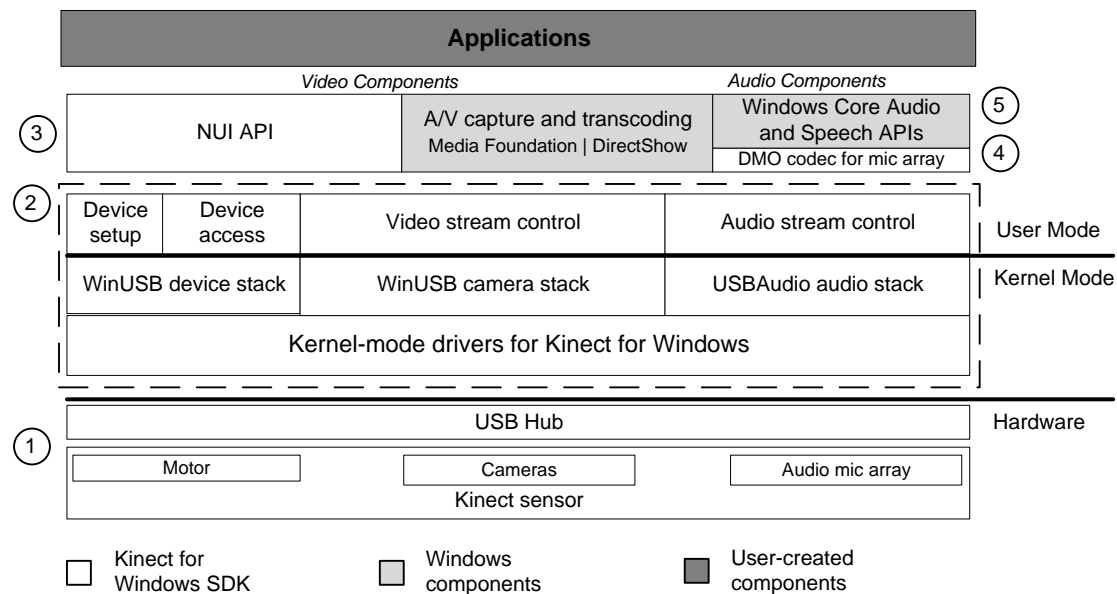 Applications
Video Components
Audio Components
3
NUI API
A/V capture and transcoding
Media Foundation | DirectShow
Windows Core Audio
and Speech APIs
5
DMO codec for mic array
4
2
Device
setup
Device
access
Video stream control
Audio stream control
User Mode
WinUSB device stack
WinUSB camera stack
USBAudio audio stack
Kernel Mode
Kernel-mode drivers for Kinect for Windows
USB Hub
Hardware
1
Motor
Cameras
Audio mic array
Kinect sensor
Kinect for
Windows SDK
Windows
components
User-created
components